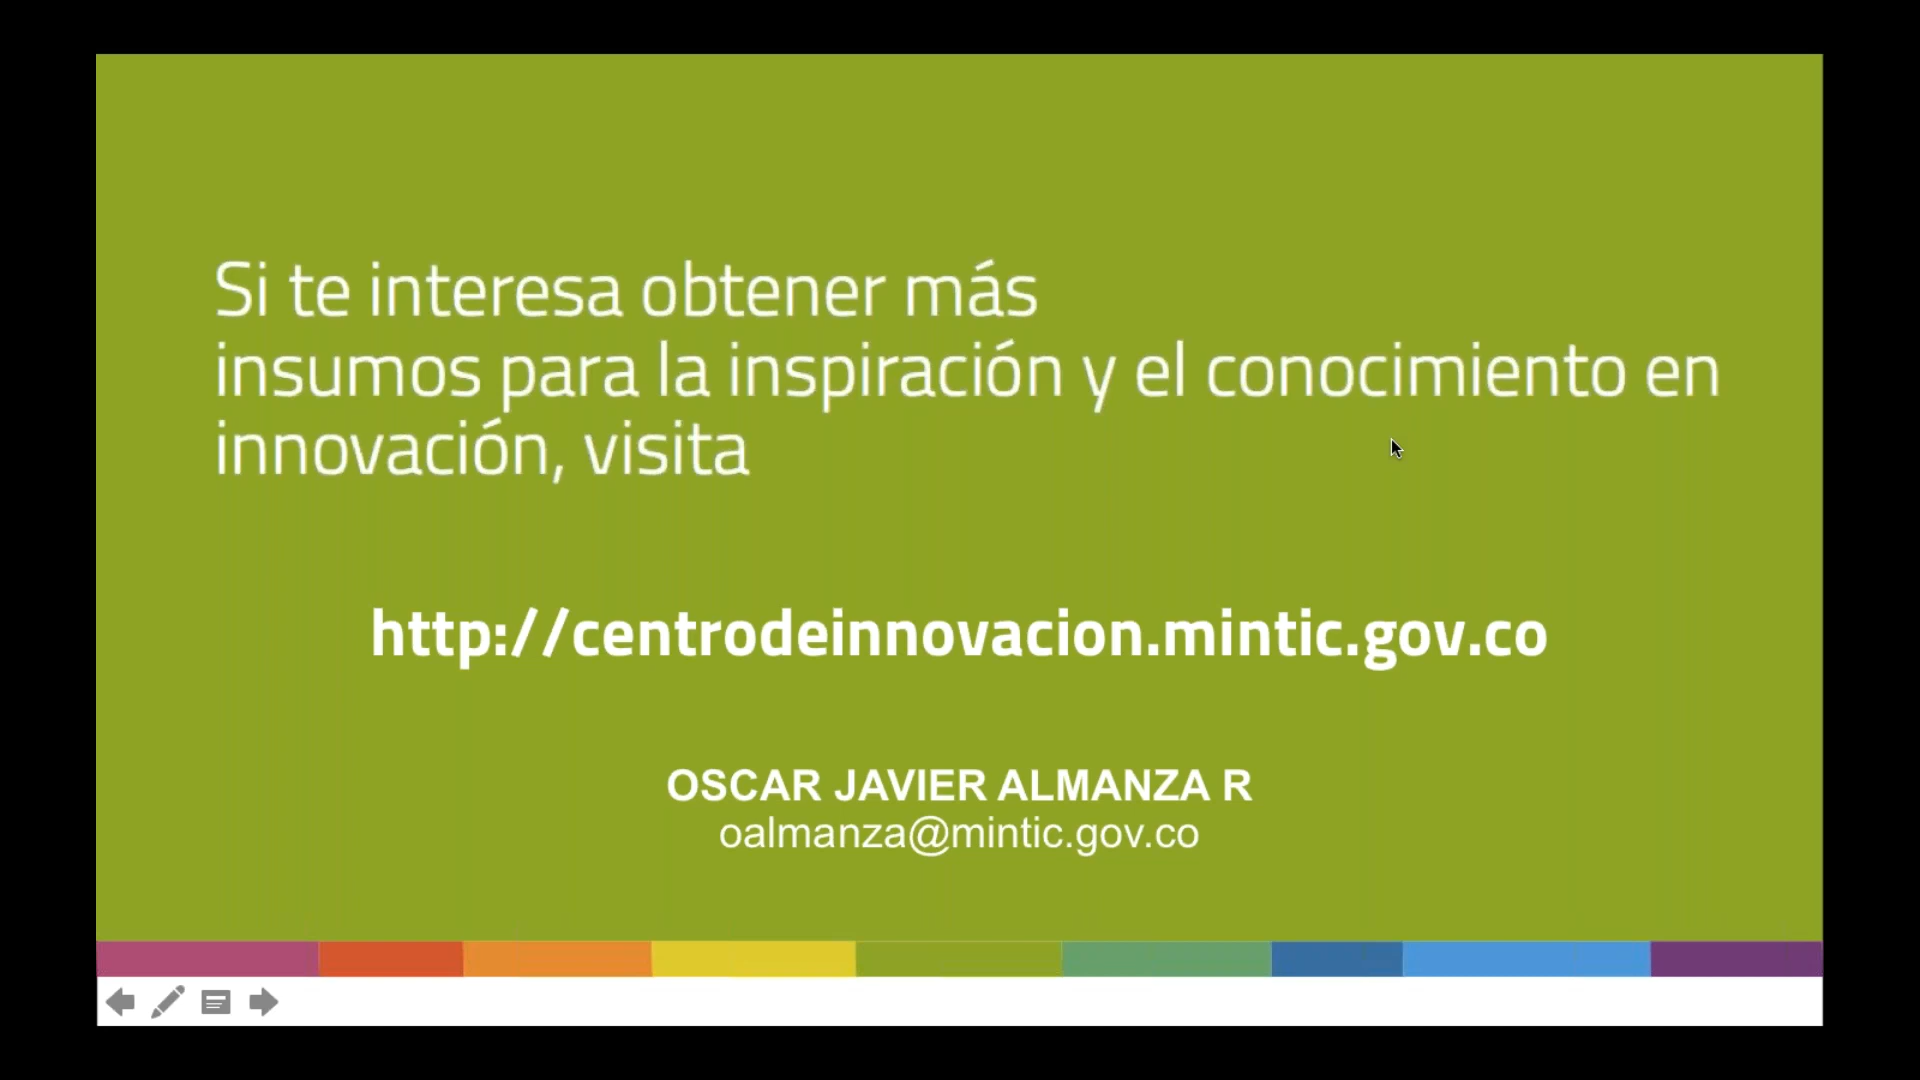 Si te interesa obtener más
insumos para la inspiración y el conocimiento en
innovación, visita
http://centrodeinnovacion.mintic.gov.co
OSCAR JAVIER ALMANZA R
oalmanza@mintic.gov.co